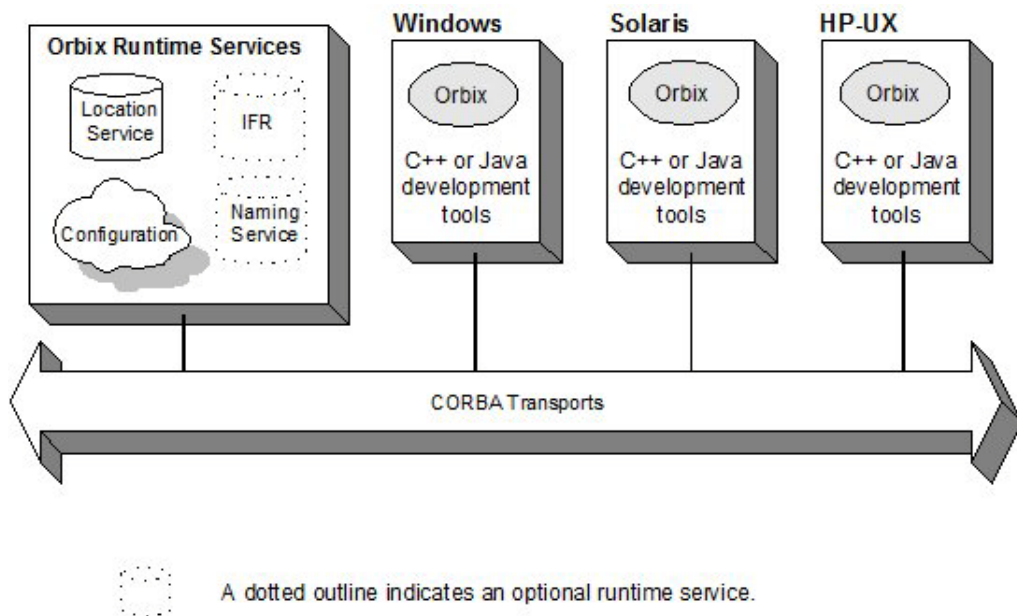 Orbix Runtime Services
Location
Service
IFR
Configuration
Naming
Service
Windows
Orbix
C++ or Java
development
tools
Solaris
Orbix
C++ or Java
development
tools
HP-UX
Orbix
C++ or Java
development
tools
CORBA Transports
A dotted outline indicates an optional runtime service.